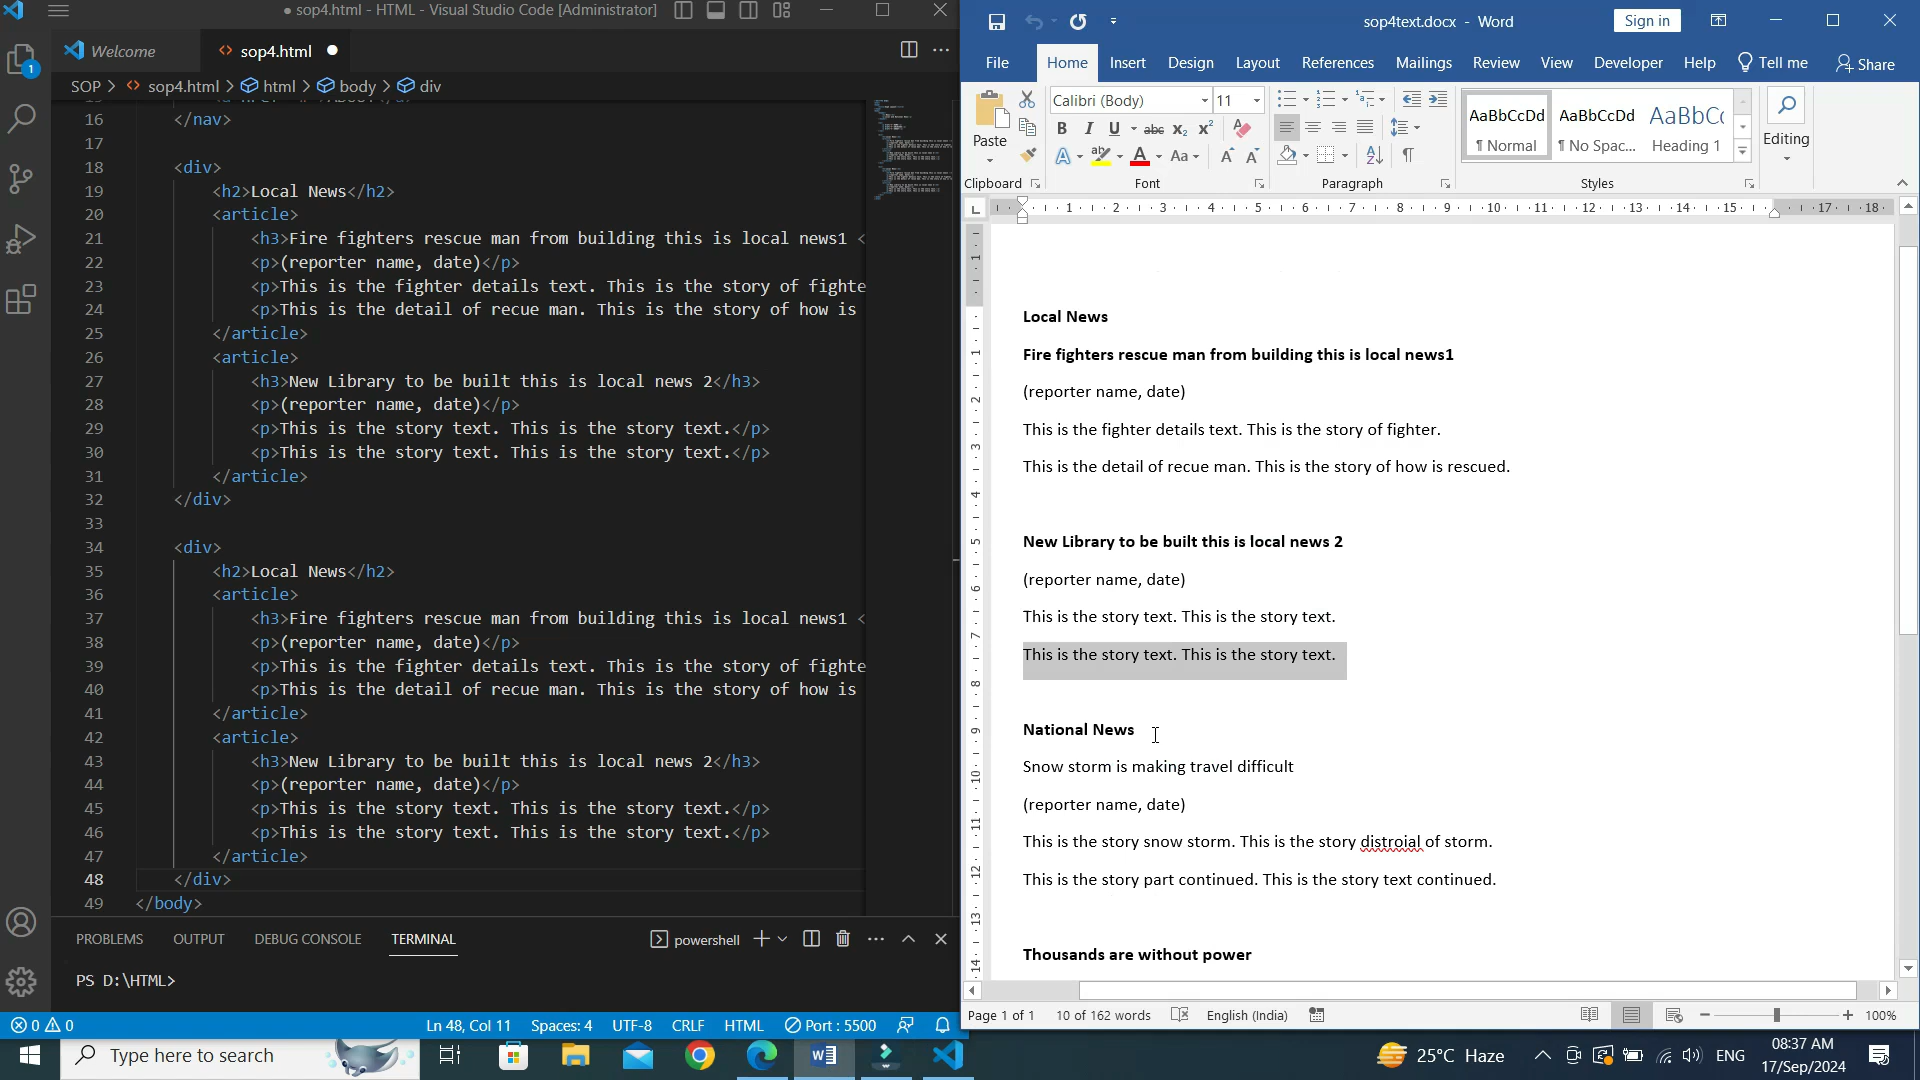 sop4.html - HTML - Visual Studio Code [Administrator]
Welcome
sop4.html
SOP > sop4.html > html > body > div
16 </nav>
17
18 <div>
19 <h2>Local News</h2>
20 <article>
21 <h3>Fire fighters rescue man from building this is local news1 <
22 <p>(reporter name, date)</p>
23 <p>This is the fighter details text. This is the story of fighte
24 <p>This is the detail of recue man. This is the story of how is
25 </article>
26 <article>
27 <h3>New Library to be built this is local news 2</h3>
28 <p>(reporter name, date)</p>
29 <p>This is the story text. This is the story text.</p>
30 <p>This is the story text. This is the story text.</p>
31 </article>
32 </div>
33
34 <div>
35 <h2>Local News</h2>
36 <article>
37 <h3>Fire fighters rescue man from building this is local news1 <
38 <p>(reporter name, date)</p>
39 <p>This is the fighter details text. This is the story of fighte
40 <p>This is the detail of recue man. This is the story of how is
41 </article>
42 <article>
43 <h3>New Library to be built this is local news 2</h3>
44 <p>(reporter name, date)</p>
45 <p>This is the story text. This is the story text.</p>
46 <p>This is the story text. This is the story text.</p>
47 </article>
48 </div>
49 </body>
PROBLEMS OUTPUT DEBUG CONSOLE TERMINAL powershell
PS D:\HTML>
0 0 Ln 48, Col 11 Spaces: 4 UTF-8 CRLF HTML Port : 5500
sop4text.docx - Word
Sign in
File Home Insert Design Layout References Mailings Review View Developer Help Tell me Share
Paste
Calibri (Body) 11
AaBbCcDd AaBbCcDd AaBbCc
¶ Normal ¶ No Spac... Heading 1
Editing
Clipboard Font Paragraph Styles
1 2 3 4 5 6 7 8 9 10 11 12 13 14 15 17 18
Local News
Fire fighters rescue man from building this is local news1
(reporter name, date)
This is the fighter details text. This is the story of fighter.
This is the detail of recue man. This is the story of how is rescued.
New Library to be built this is local news 2
(reporter name, date)
This is the story text. This is the story text.
This is the story text. This is the story text.
National News
Snow storm is making travel difficult
(reporter name, date)
This is the story snow storm. This is the story distroial of storm.
This is the story part continued. This is the story text continued.
Thousands are without power
Page 1 of 1 10 of 162 words English (India) 100%
Type here to search
25°C Haze
ENG
08:37 AM
17/Sep/2024